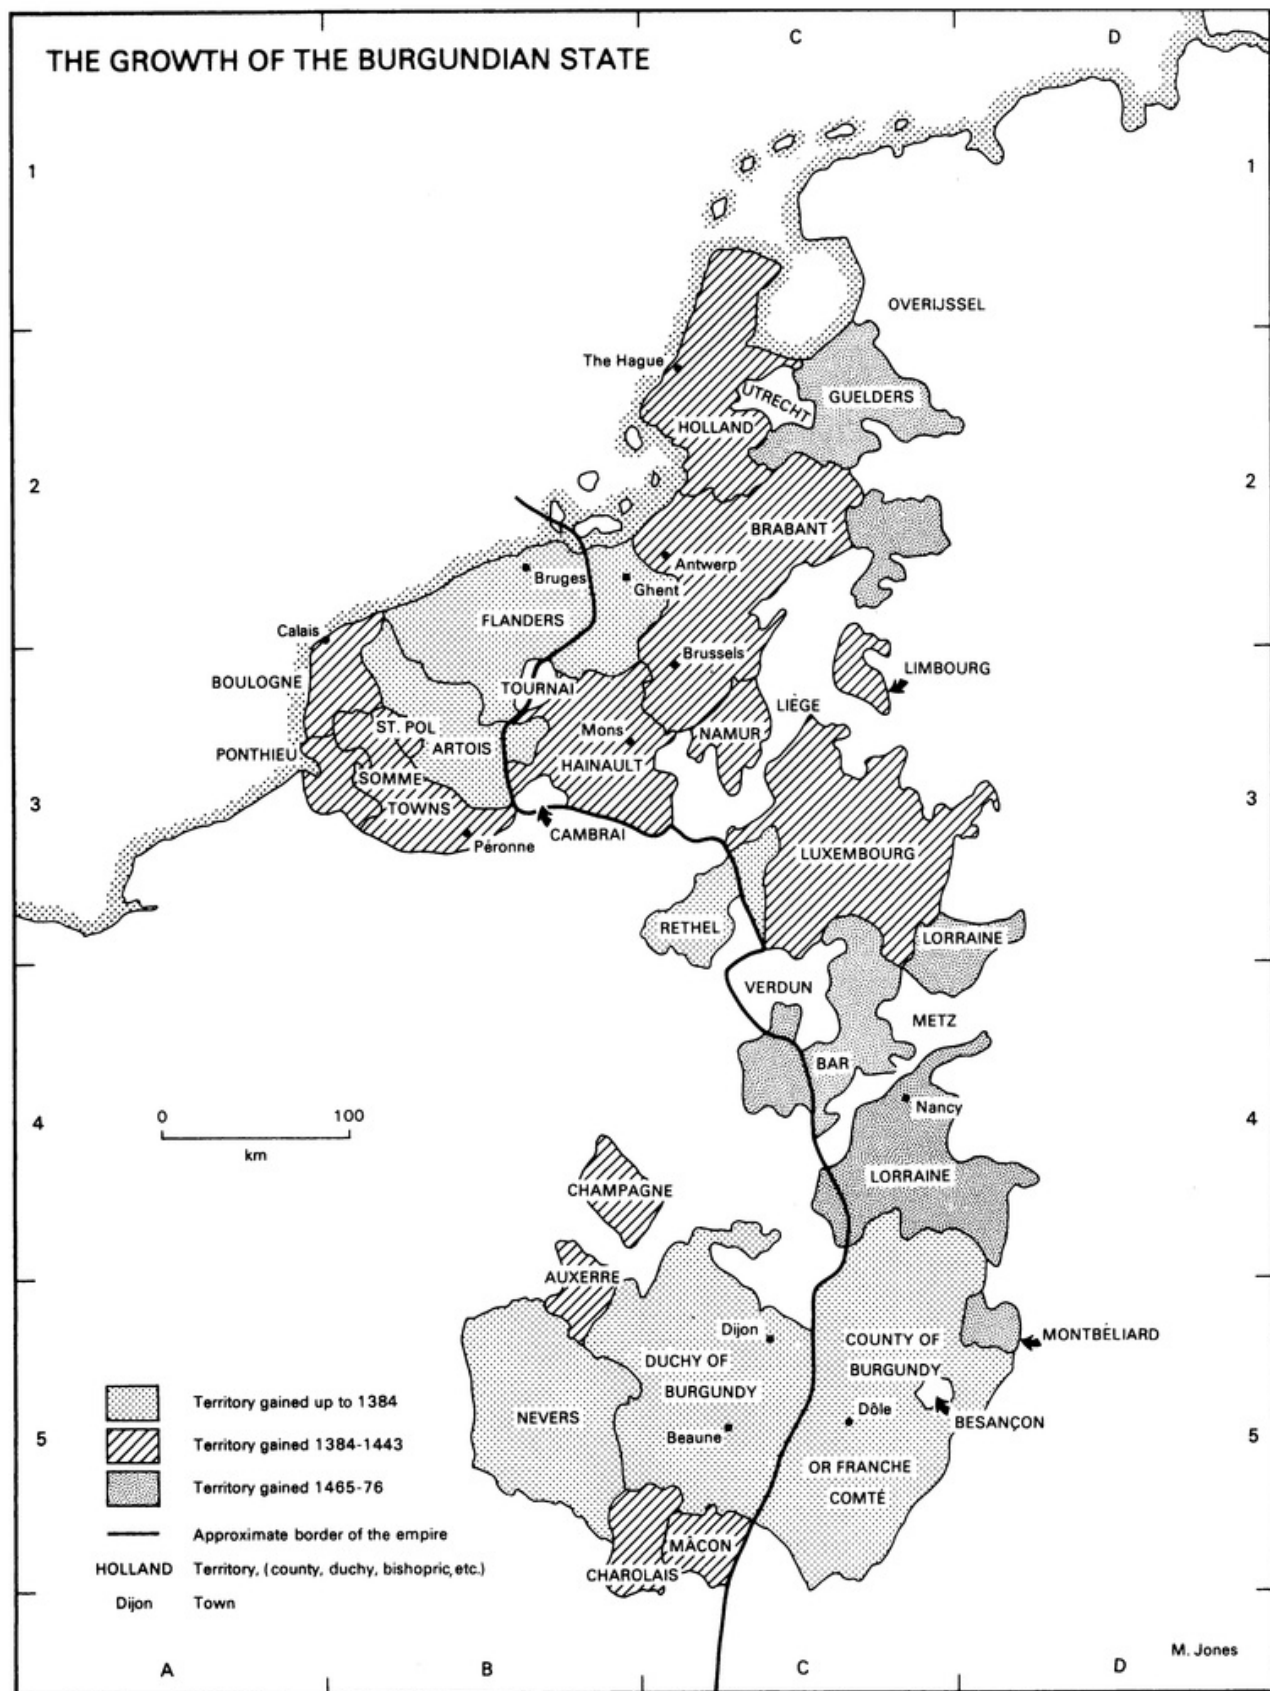 THE GROWTH OF THE BURGUNDIAN STATE
C
D
1
1
OVERIJSSEL
The Hague
UTRECHT
GUELDERS
HOLLAND
2
2
BRABANT
Antwerp
Bruges
Ghent
FLANDERS
Calais
Brussels
LIMBOURG
BOULOGNE
TOURNAI
LIÈGE
ST. POL
Mons
NAMUR
PONTHIEU
ARTOIS
HAINAULT
SOMME
TOWNS
3
3
CAMBRAI
Péronne
LUXEMBOURG
RETHEL
LORRAINE
VERDUN
METZ
BAR
0
100
km
Nancy
4
4
LORRAINE
CHAMPAGNE
AUXERRE
Dijon
COUNTY OF
BURGUNDY
MONTBÉLIARD
DUCHY OF
BURGUNDY
Territory gained up to 1384
NEVERS
Beaune
Dôle
BESANÇON
Territory gained 1384-1443
5
5
OR FRANCHE
COMTÉ
Territory gained 1465-76
Approximate border of the empire
MÂCON
HOLLAND Territory, (county, duchy, bishopric, etc.)
CHAROLAIS
Dijon Town
M. Jones
A
B
C
D